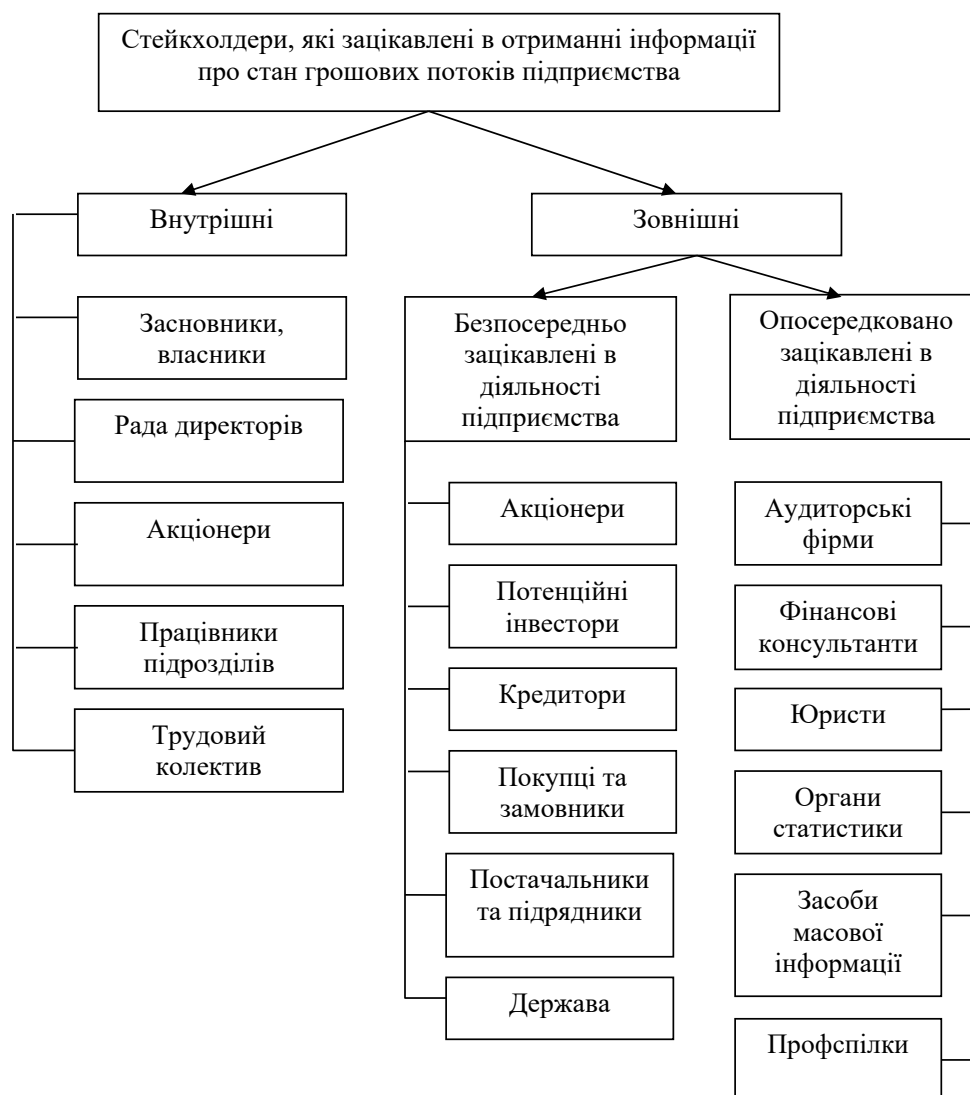 Стейкхолдери, які зацікавлені в отриманні інформації
про стан грошових потоків підприємства
Внутрішні
Зовнішні
Засновники,
власники
Рада директорів
Акціонери
Працівники
підрозділів
Трудовий
колектив
Безпосередньо
зацікавлені в
діяльності
підприємства
Акціонери
Потенційні
інвестори
Кредитори
Покупці та
замовники
Постачальники
та підрядники
Держава
Опосередковано
зацікавлені в
діяльності
підприємства
Аудиторські
фірми
Фінансові
консультанти
Юристи
Органи
статистики
Засоби
масової
інформації
Профспілки